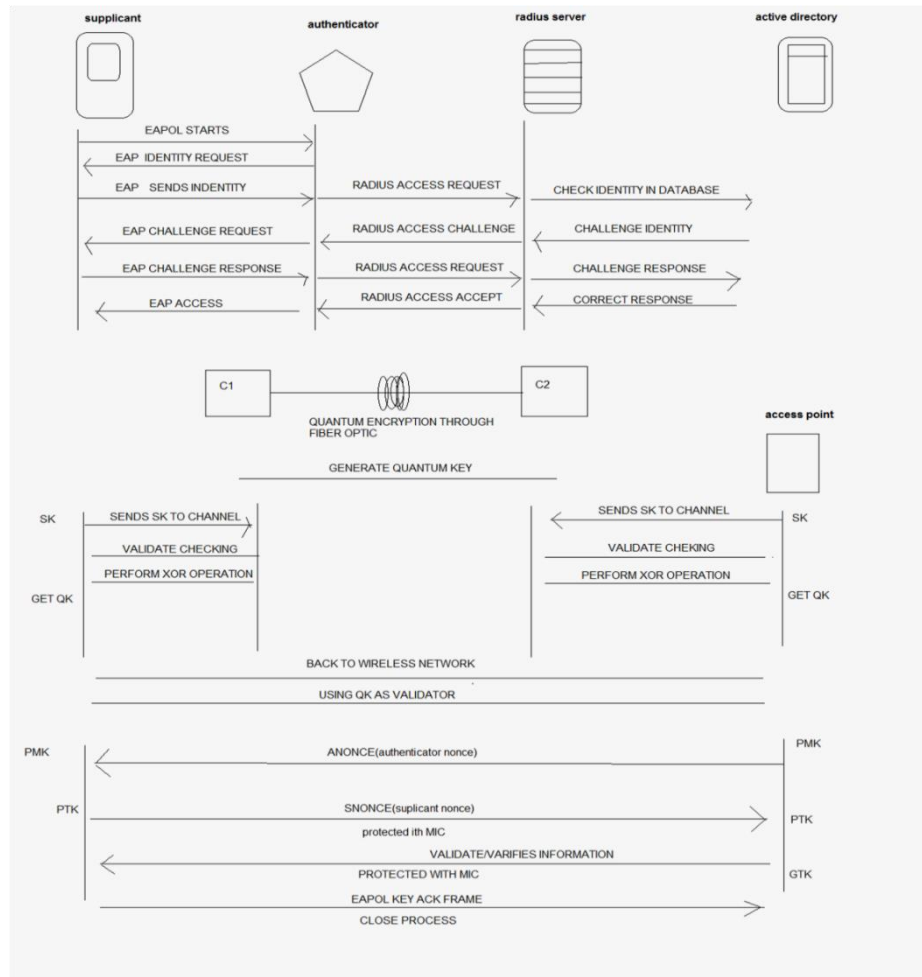 supplicant
authenticator
radius server
active directory
EAPOL STARTS
EAP IDENTITY REQUEST
EAP SENDS INDENTITY
RADIUS ACCESS REQUEST
CHECK IDENTITY IN DATABASE
EAP CHALLENGE REQUEST
RADIUS ACCESS CHALLENGE
CHALLENGE IDENTITY
EAP CHALLENGE RESPONSE
RADIUS ACCESS REQUEST
CHALLENGE RESPONSE
EAP ACCESS
RADIUS ACCESS ACCEPT
CORRECT RESPONSE
C1
C2
QUANTUM ENCRYPTION THROUGH
FIBER OPTIC
access point
GENERATE QUANTUM KEY
SK
SENDS SK TO CHANNEL
SENDS SK TO CHANNEL
SK
VALIDATE CHECKING
VALIDATE CHEKING
PERFORM XOR OPERATION
PERFORM XOR OPERATION
GET QK
GET QK
BACK TO WIRELESS NETWORK
USING QK AS VALIDATOR
PMK
ANONCE(authenticator nonce)
PMK
PTK
SNONCE(suplicant nonce)
PTK
protected ith MIC
VALIDATE/VARIFIES INFORMATION
PROTECTED WITH MIC
GTK
EAPOL KEY ACK FRAME
CLOSE PROCESS